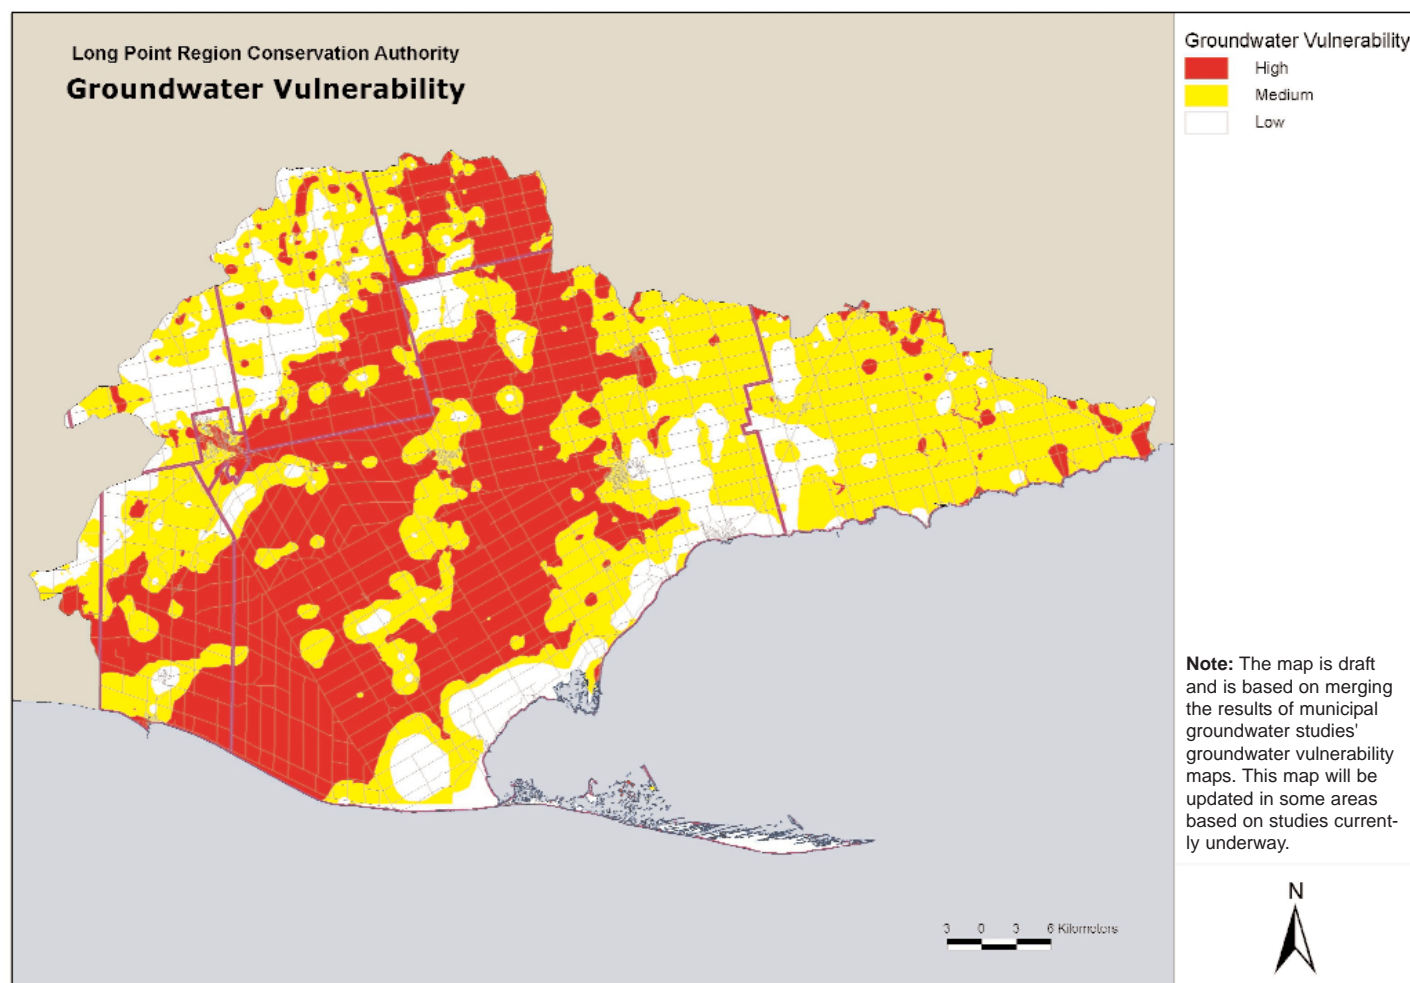 Long Point Region Conservation Authority
Groundwater Vulnerability
Groundwater Vulnerability
High
Medium
Low
Note: The map is draft
and is based on merging
the results of municipal
groundwater studies'
groundwater vulnerability
maps. This map will be
updated in some areas
based on studies current-
ly underway.
N
3 0 3 6 Kilometers